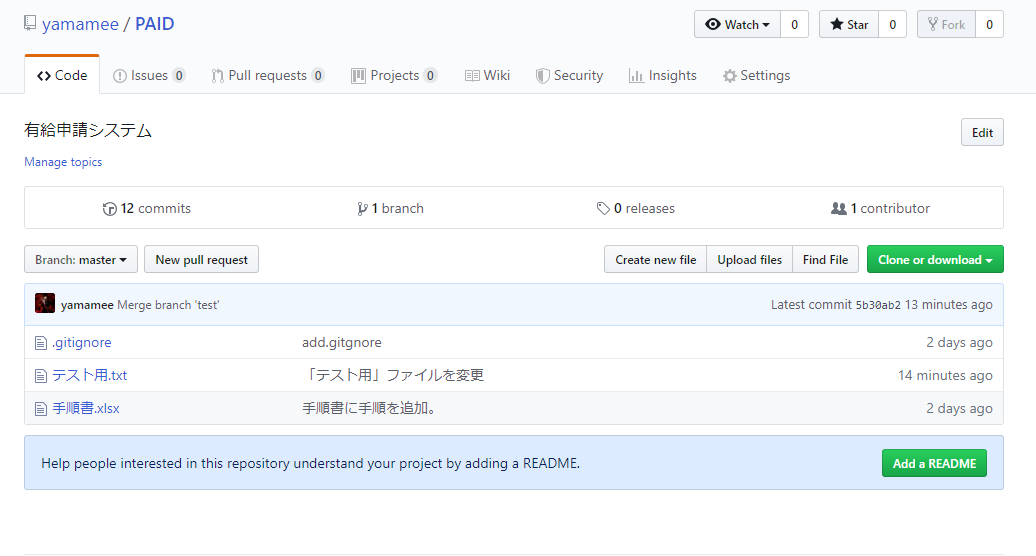 yamamee / PAID
Watch 0 Star 0 Fork 0
Code Issues 0 Pull requests 0 Projects 0 Wiki Security Insights Settings
有給申請システム Edit
Manage topics
12 commits 1 branch 0 releases 1 contributor
Branch: master New pull request Create new file Upload files Find File Clone or download
yamamee Merge branch 'test' Latest commit 5b30ab2 13 minutes ago
.gitignore add.gitgnore 2 days ago
テスト用.txt 「テスト用」ファイルを変更 14 minutes ago
手順書.xlsx 手順書に手順を追加。 2 days ago
Help people interested in this repository understand your project by adding a README. Add a README